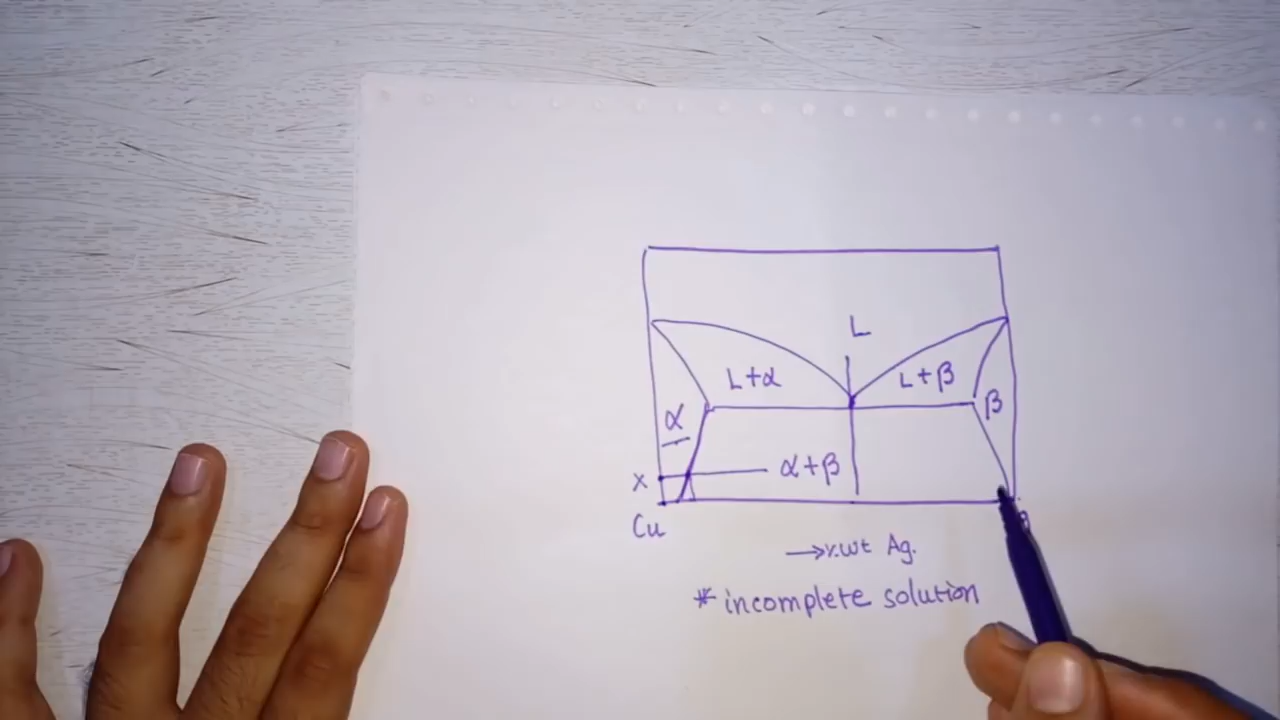 L
L+α L+β
α β
x α+β
Cu
→%wt Ag.
* incomplete solution